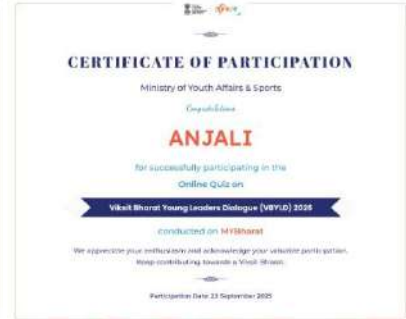 CERTIFICATE OF PARTICIPATION
Ministry of Youth Affairs & Sports
Congratulations
ANJALI
for successfully participating in the
Online Quiz on
Viksit Bharat Young Leaders Dialogue (VBYLD) 2026
conducted on MYBharat
We appreciate your enthusiasm and acknowledge your valuable participation.
Keep contributing towards a Viksit Bharat.
Participation Date: 23 September 2025